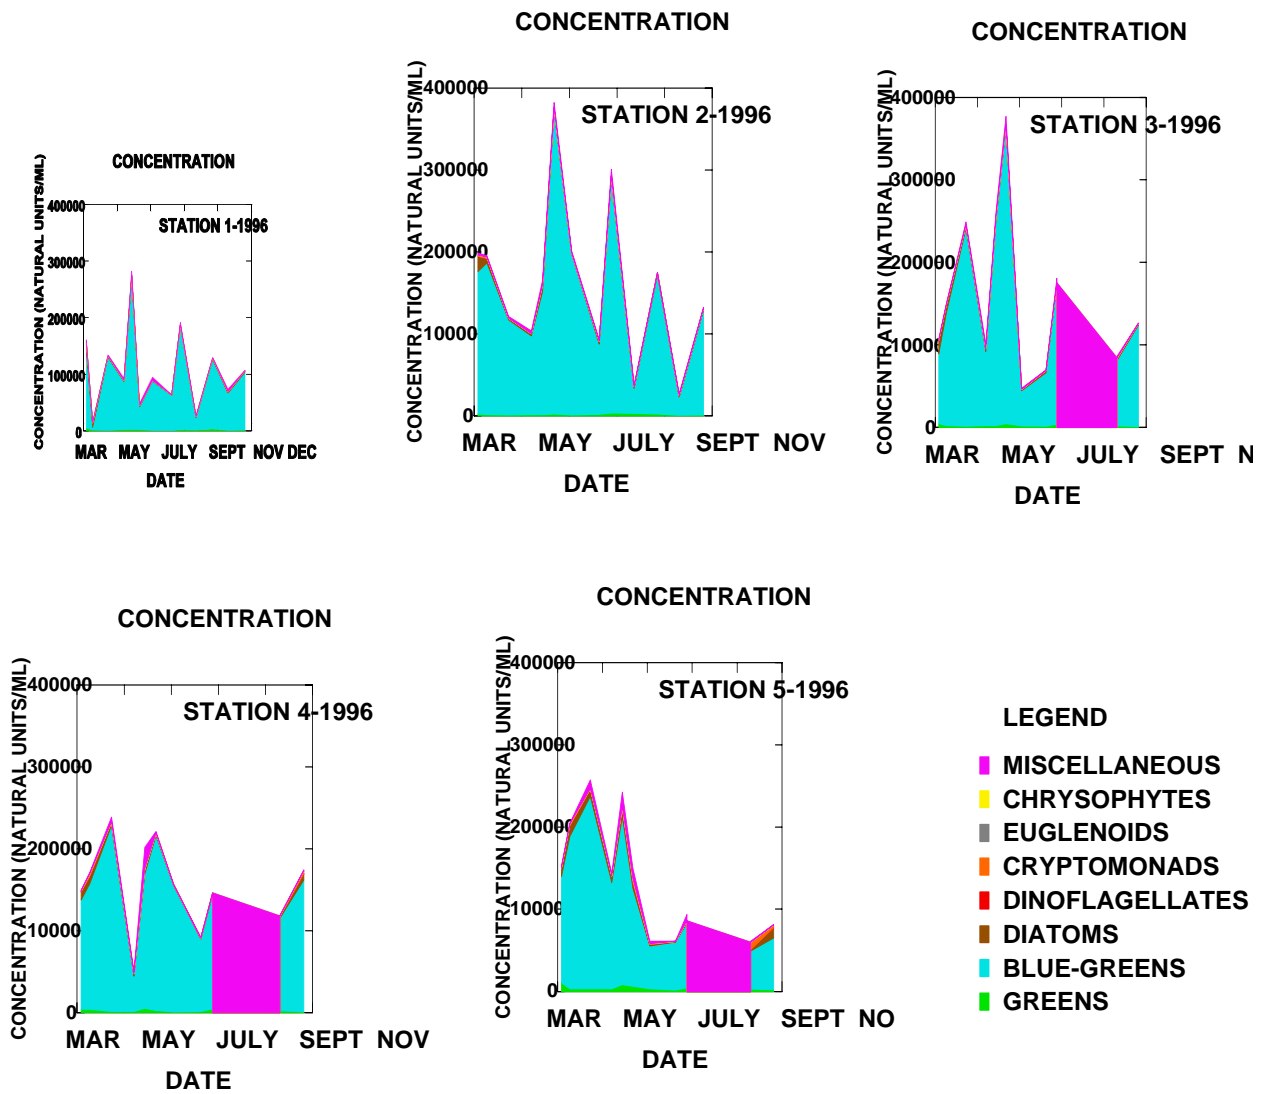 CONCENTRATION
STATION 1-1996
CONCENTRATION (NATURAL UNITS/ML)
400000
300000
200000
100000
0
MAR MAY JULY SEPT NOV DEC
DATE
CONCENTRATION
STATION 2-1996
CONCENTRATION (NATURAL UNITS/ML)
400000
300000
200000
100000
0
MAR MAY JULY SEPT NOV
DATE
CONCENTRATION
STATION 3-1996
CONCENTRATION (NATURAL UNITS/ML)
400000
300000
200000
100000
0
MAR MAY JULY SEPT N
DATE
CONCENTRATION
STATION 4-1996
CONCENTRATION (NATURAL UNITS/ML)
400000
300000
200000
100000
0
MAR MAY JULY SEPT NOV
DATE
CONCENTRATION
STATION 5-1996
CONCENTRATION (NATURAL UNITS/ML)
400000
300000
200000
100000
0
MAR MAY JULY SEPT NO
DATE
LEGEND
MISCELLANEOUS
CHRYSOPHYTES
EUGLENOIDS
CRYPTOMONADS
DINOFLAGELLATES
DIATOMS
BLUE-GREENS
GREENS